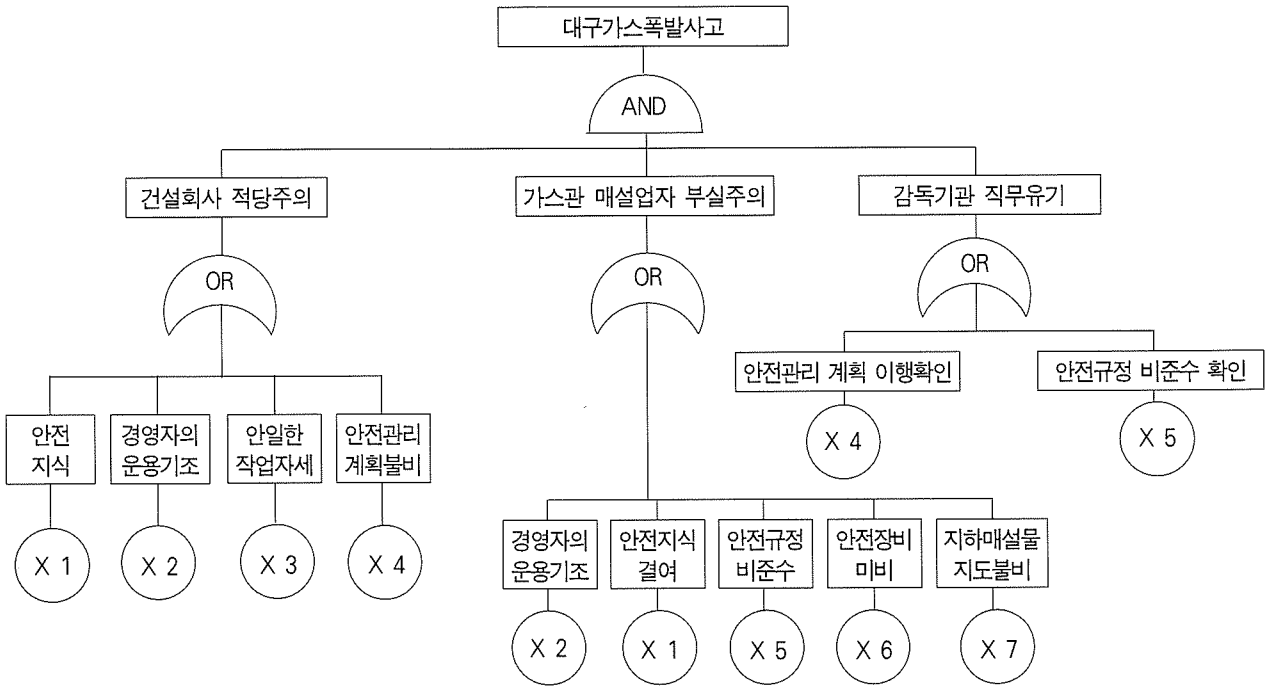 대구가스폭발사고
AND
건설회사 적당주의
가스관 매설업자 부실주의
감독기관 직무유기
OR
OR
OR
안전관리 계획 이행확인
안전규정 비준수 확인
X 4
X 5
안전
지식
경영자의
운용기조
안일한
작업자세
안전관리
계획불비
X 1
X 2
X 3
X 4
경영자의
운용기조
안전지식
결여
안전규정
비준수
안전장비
미비
지하매설물
지도불비
X 2
X 1
X 5
X 6
X 7